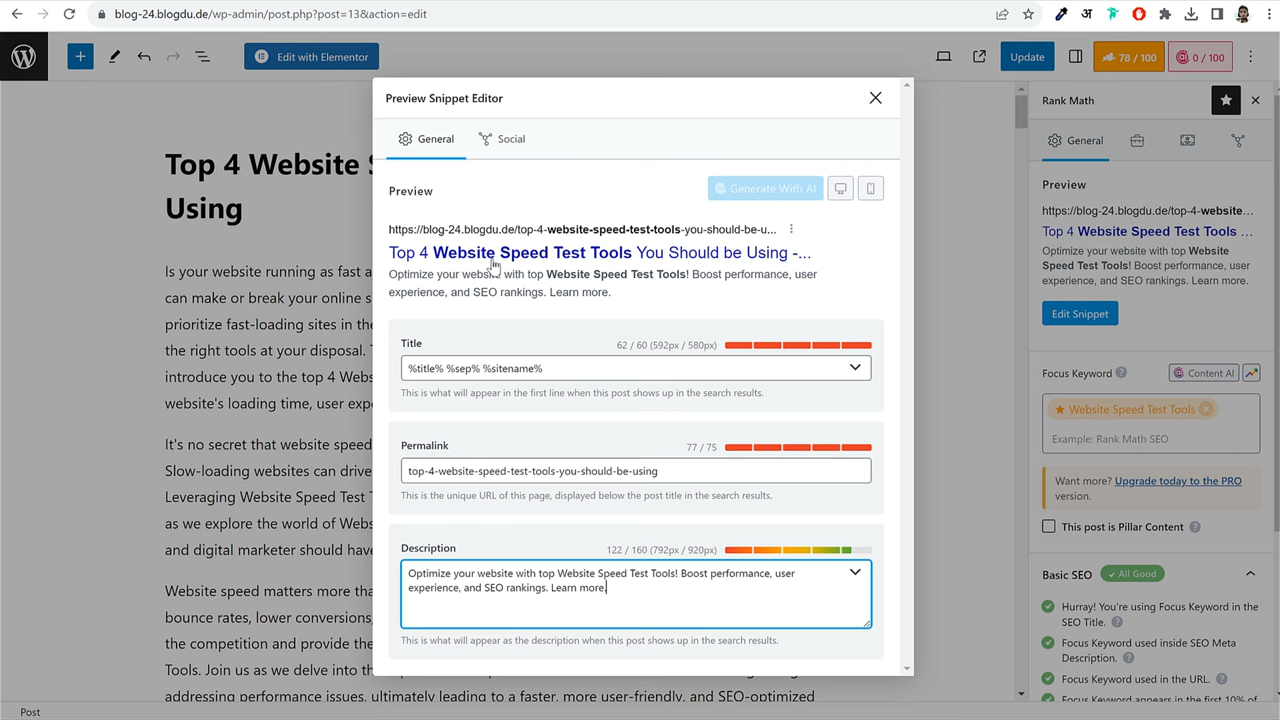 blog-24.blogdu.de/wp-admin/post.php?post=13&action=edit
अ
Edit with Elementor
Update
78 / 100
0 / 100
Top 4 Website S
Using
Is your website running as fast a
can make or break your online s
prioritize fast-loading sites in the
the right tools at your disposal. T
introduce you to the top 4 Webs
website's loading time, user expe
It's no secret that website speed
Slow-loading websites can drive
Leveraging Website Speed Test T
as we explore the world of Webs
and digital marketer should have
Website speed matters more tha
bounce rates, lower conversions,
the competition and provide the
Tools. Join us as we delve into th
addressing performance issues, ultimately leading to a faster, more user-friendly, and SEO-optimized
Post
Preview Snippet Editor
General
Social
Preview
Generate With AI
https://blog-24.blogdu.de/top-4-website-speed-test-tools-you-should-be-u...
Top 4 Website Speed Test Tools You Should be Using -...
Optimize your website with top Website Speed Test Tools! Boost performance, user
experience, and SEO rankings. Learn more.
Title
62 / 60 (592px / 580px)
%title% %sep% %sitename%
This is what will appear in the first line when this post shows up in the search results.
Permalink
77 / 75
top-4-website-speed-test-tools-you-should-be-using
This is the unique URL of this page, displayed below the post title in the search results.
Description
122 / 160 (792px / 920px)
Optimize your website with top Website Speed Test Tools! Boost performance, user
experience, and SEO rankings. Learn more.
This is what will appear as the description when this post shows up in the search results.
Rank Math
General
Preview
https://blog-24.blogdu.de/top-4-website...
Top 4 Website Speed Test Tools ...
Optimize your website with top Website
Speed Test Tools! Boost performance, user
experience, and SEO rankings. Learn more.
Edit Snippet
Focus Keyword
Content AI
Website Speed Test Tools
Example: Rank Math SEO
Want more? Upgrade today to the PRO
version.
This post is Pillar Content
Basic SEO
All Good
Hurray! You're using Focus Keyword in the
SEO Title.
Focus Keyword used inside SEO Meta
Description.
Focus Keyword used in the URL.
Focus Keyword appears in the first 10% of